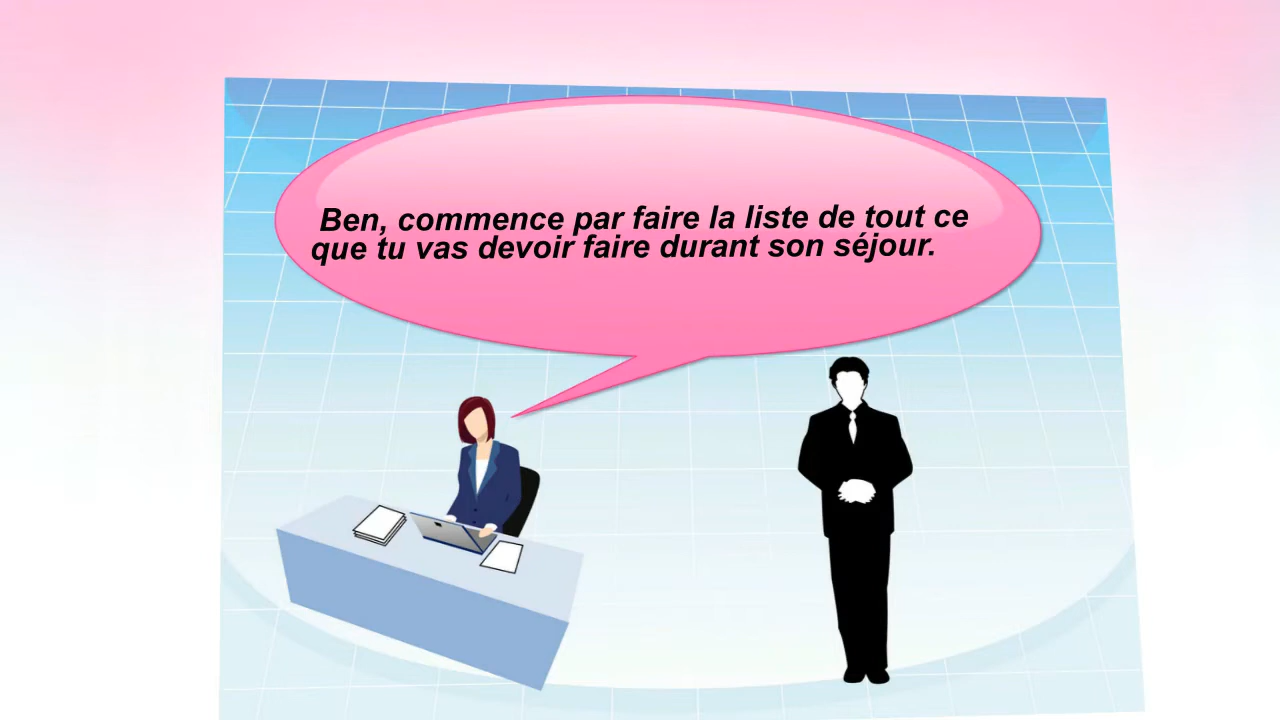 Ben, commence par faire la liste de tout ce
que tu vas devoir faire durant son séjour.